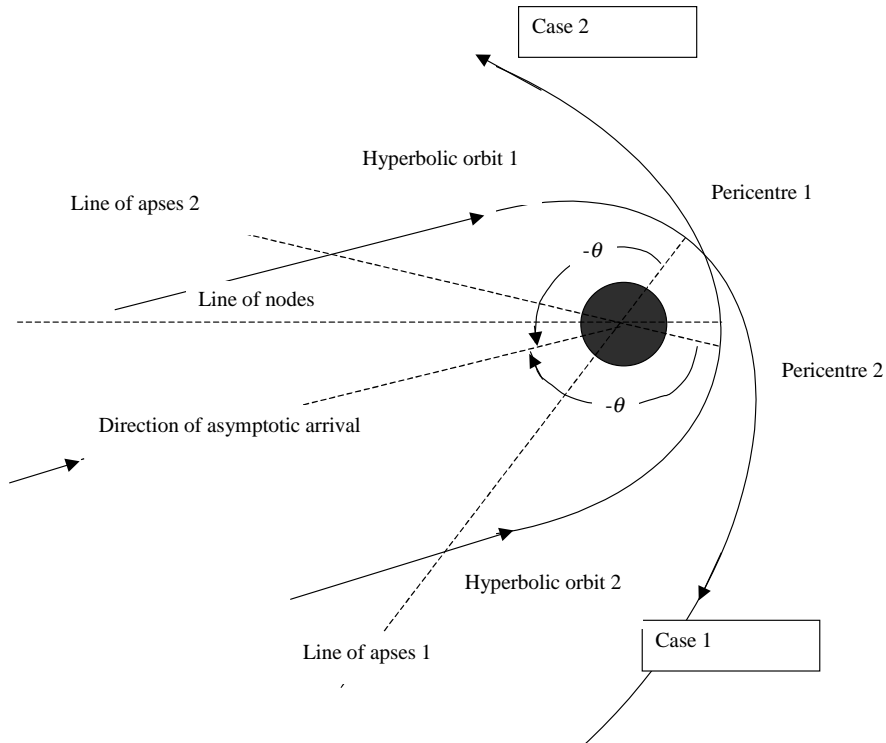 Case 2
Hyperbolic orbit 1
Pericentre 1
Line of apses 2
-θ
Line of nodes
Pericentre 2
-θ
Direction of asymptotic arrival
Hyperbolic orbit 2
Case 1
Line of apses 1